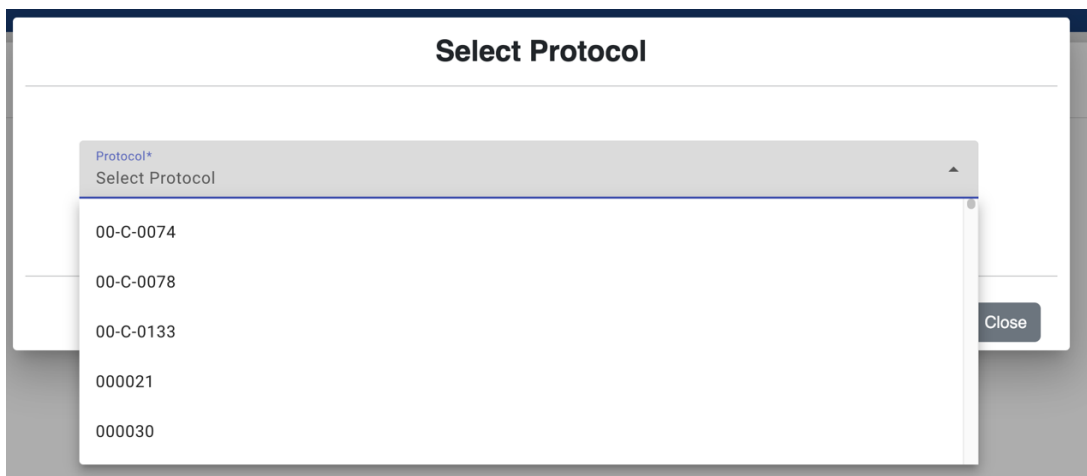 Select Protocol
Protocol*
Select Protocol
00-C-0074
00-C-0078
00-C-0133
Close
000021
000030